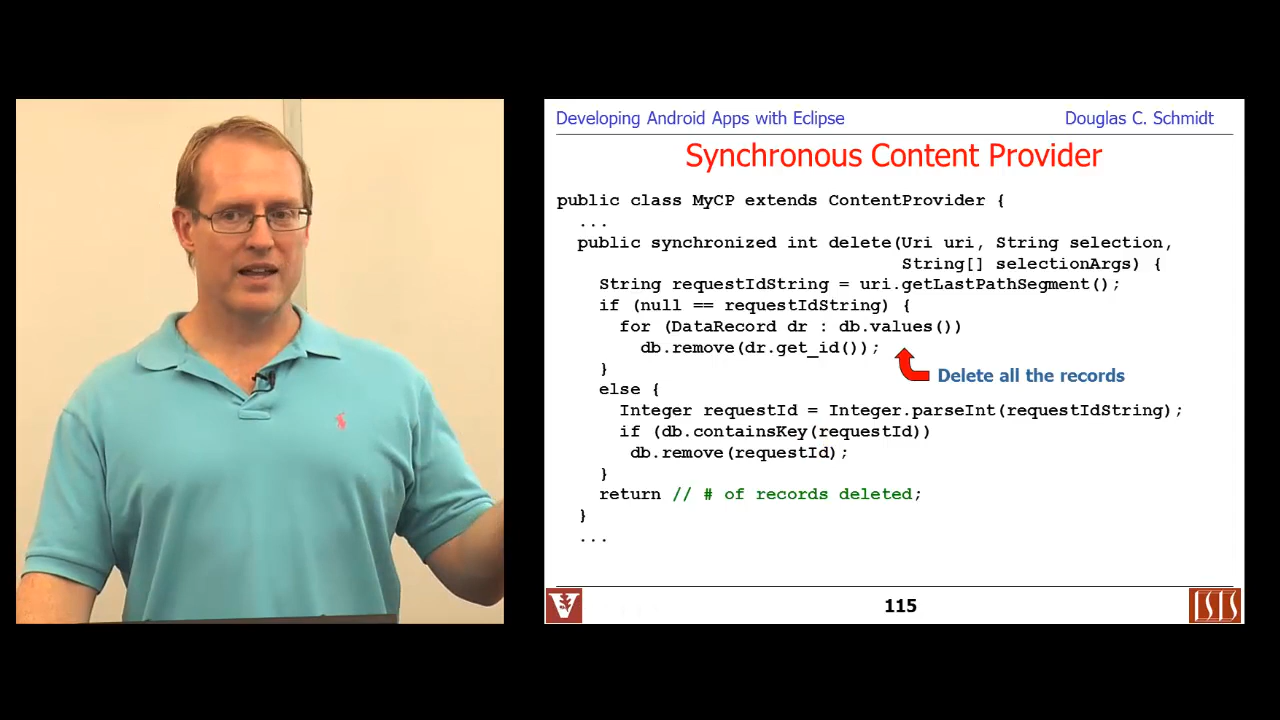 Developing Android Apps with Eclipse
Douglas C. Schmidt
Synchronous Content Provider
public class MyCP extends ContentProvider {
...
public synchronized int delete(Uri uri, String selection,
String[] selectionArgs) {
String requestIdString = uri.getLastPathSegment();
if (null == requestIdString) {
for (DataRecord dr : db.values())
db.remove(dr.get_id());
}
Delete all the records
else {
Integer requestId = Integer.parseInt(requestIdString);
if (db.containsKey(requestId))
db.remove(requestId);
}
return // # of records deleted;
}
...
V
115
ISIS